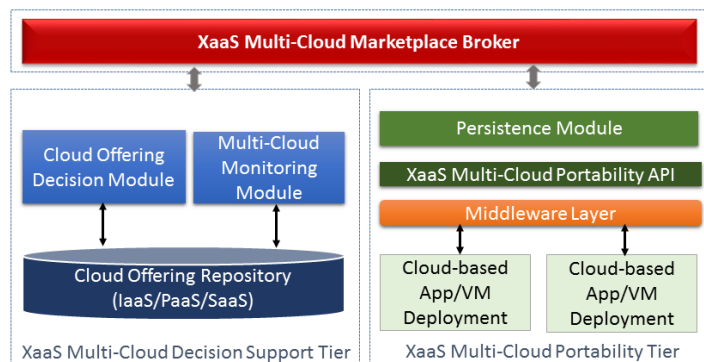 XaaS Multi-Cloud Marketplace Broker
Cloud Offering
Decision Module
Multi-Cloud
Monitoring
Module
Cloud Offering Repository
(IaaS/PaaS/SaaS)
XaaS Multi-Cloud Decision Support Tier
Persistence Module
XaaS Multi-Cloud Portability API
Middleware Layer
Cloud-based
App/VM
Deployment
Cloud-based
App/VM
Deployment
XaaS Multi-Cloud Portability Tier